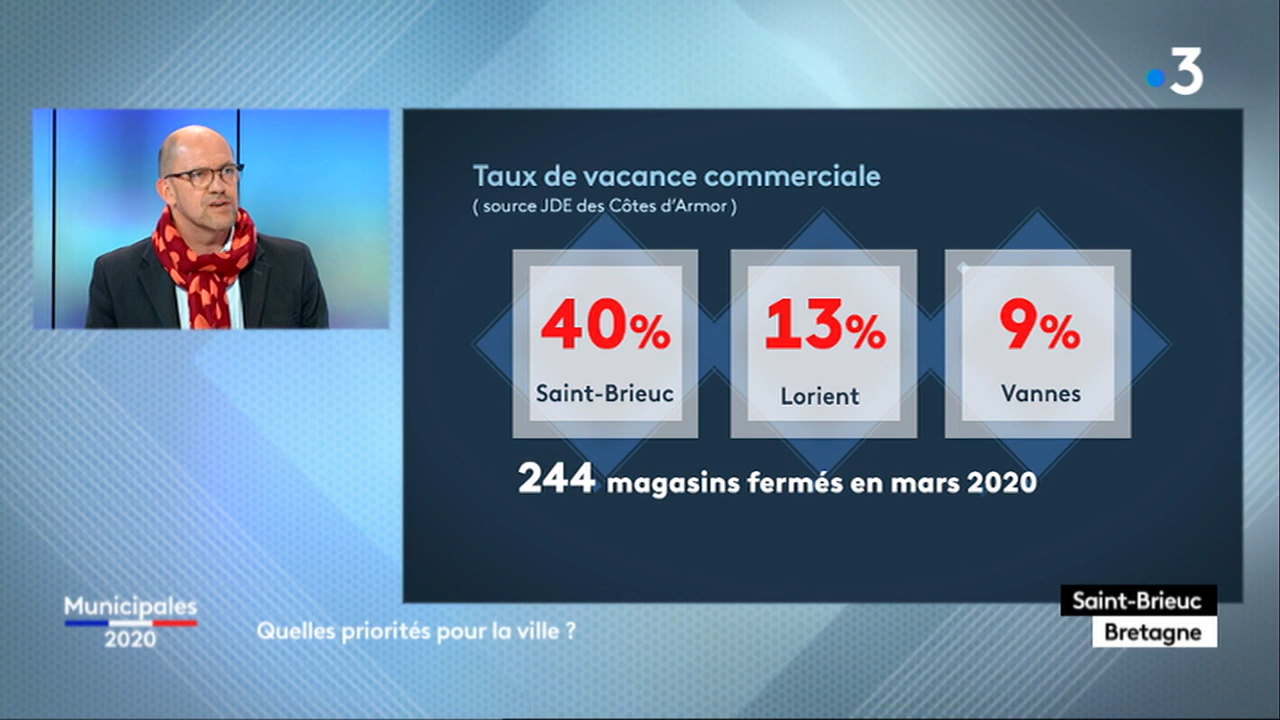 3
Taux de vacance commerciale
( source JDE des Côtes d'Armor )
40% 13% 9%
Saint-Brieuc Lorient Vannes
244 magasins fermés en mars 2020
Municipales
2020
Quelles priorités pour la ville ?
Saint-Brieuc
Bretagne